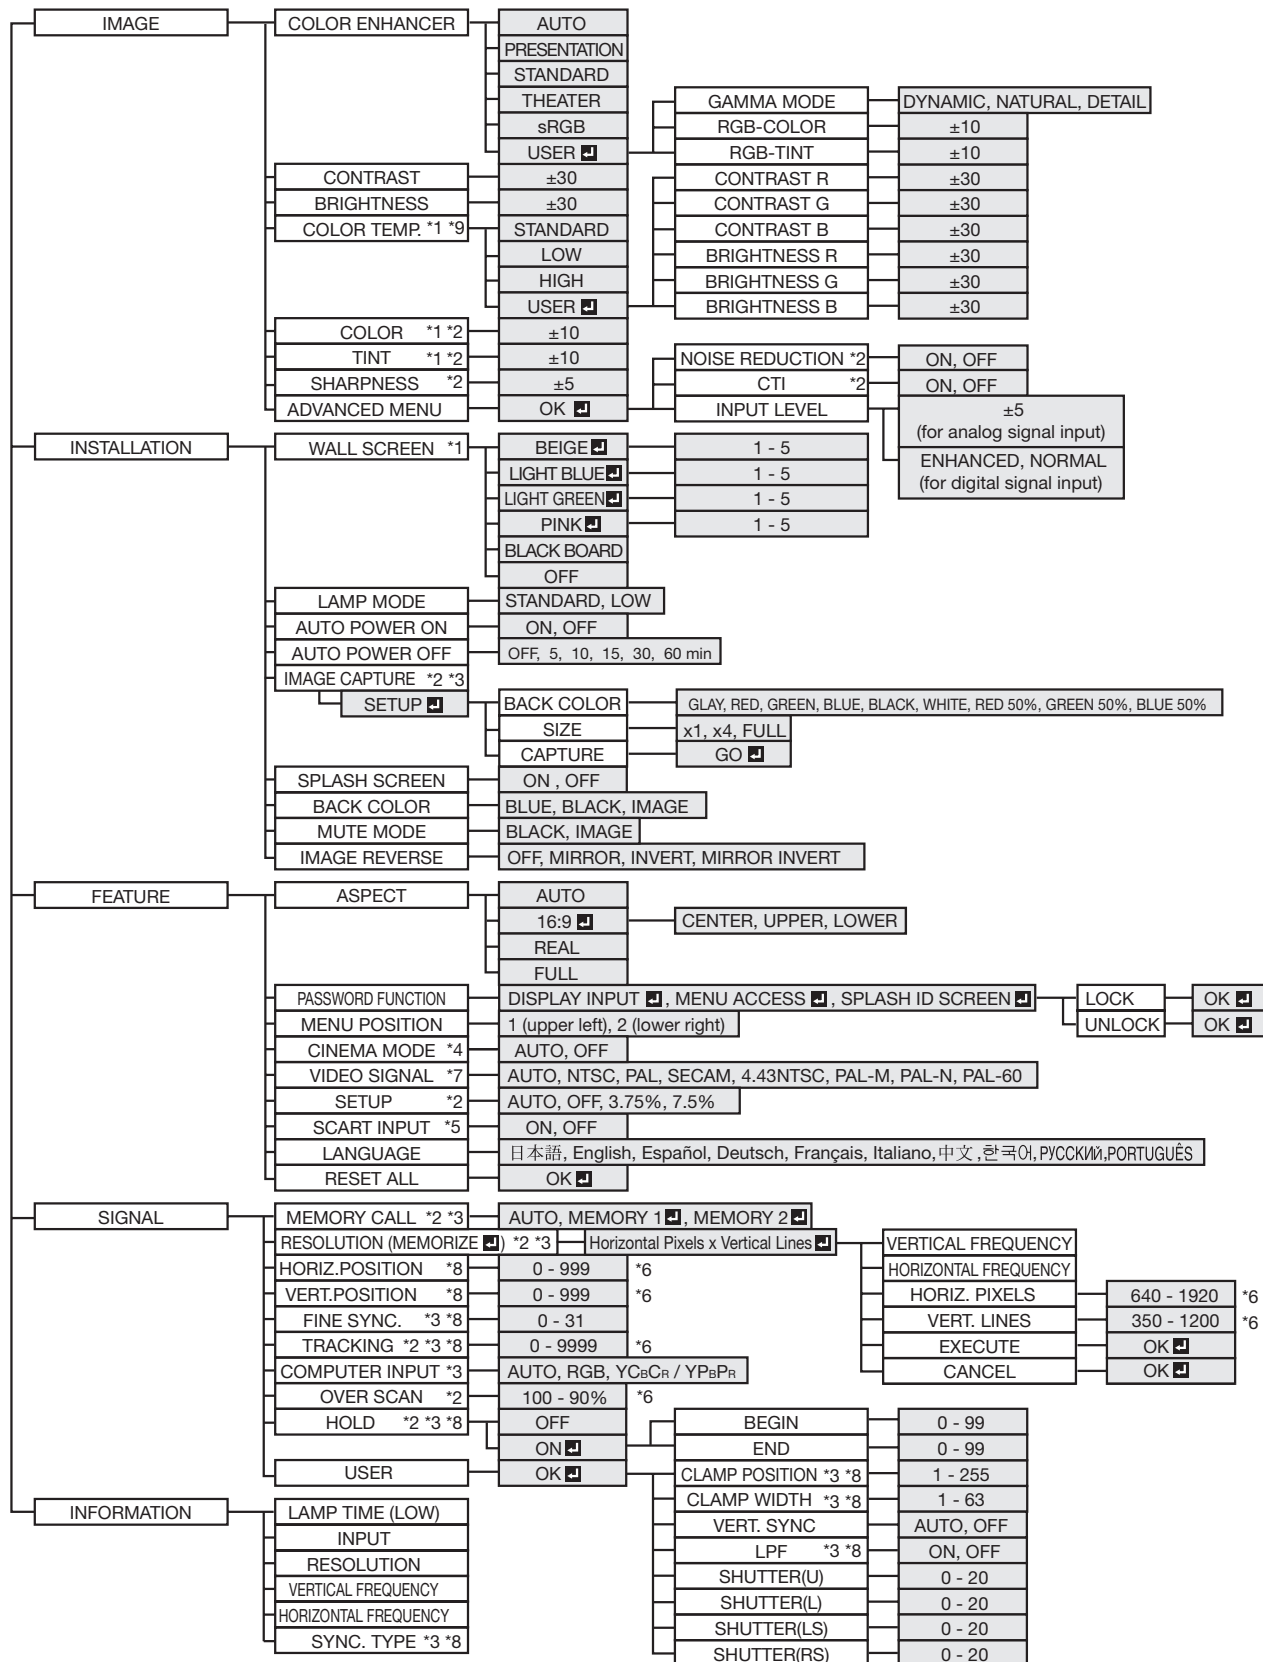 IMAGE COLOR ENHANCER AUTO
PRESENTATION
STANDARD
THEATER GAMMA MODE DYNAMIC, NATURAL, DETAIL
sRGB RGB-COLOR ±10
USER RGB-TINT ±10
CONTRAST ±30 CONTRAST R ±30
BRIGHTNESS ±30 CONTRAST G ±30
COLOR TEMP. *1 *9 STANDARD CONTRAST B ±30
LOW BRIGHTNESS R ±30
HIGH BRIGHTNESS G ±30
USER BRIGHTNESS B ±30
COLOR *1 *2 ±10
TINT *1 *2 ±10 NOISE REDUCTION *2 ON, OFF
SHARPNESS *2 ±5 CTI *2 ON, OFF
ADVANCED MENU OK INPUT LEVEL ±5
(for analog signal input)
ENHANCED, NORMAL
(for digital signal input)
INSTALLATION WALL SCREEN *1 BEIGE 1 - 5
LIGHT BLUE 1 - 5
LIGHT GREEN 1 - 5
PINK 1 - 5
BLACK BOARD
OFF
LAMP MODE STANDARD, LOW
AUTO POWER ON ON, OFF
AUTO POWER OFF OFF, 5, 10, 15, 30, 60 min
IMAGE CAPTURE *2 *3
SETUP BACK COLOR GLAY, RED, GREEN, BLUE, BLACK, WHITE, RED 50%, GREEN 50%, BLUE 50%
SIZE x1, x4, FULL
CAPTURE GO
SPLASH SCREEN ON , OFF
BACK COLOR BLUE, BLACK, IMAGE
MUTE MODE BLACK, IMAGE
IMAGE REVERSE OFF, MIRROR, INVERT, MIRROR INVERT
FEATURE ASPECT AUTO
16:9 CENTER, UPPER, LOWER
REAL
FULL
PASSWORD FUNCTION DISPLAY INPUT , MENU ACCESS , SPLASH ID SCREEN LOCK OK
MENU POSITION 1 (upper left), 2 (lower right) UNLOCK OK
CINEMA MODE *4 AUTO, OFF
VIDEO SIGNAL *7 AUTO, NTSC, PAL, SECAM, 4.43NTSC, PAL-M, PAL-N, PAL-60
SETUP *2 AUTO, OFF, 3.75%, 7.5%
SCART INPUT *5 ON, OFF
LANGUAGE 日本語, English, Español, Deutsch, Français, Italiano, 中文 ,한국어, РУССКИЙ,PORTUGUÊS
RESET ALL OK
SIGNAL MEMORY CALL *2 *3 AUTO, MEMORY 1 , MEMORY 2
RESOLUTION (MEMORIZE ) *2 *3 Horizontal Pixels x Vertical Lines VERTICAL FREQUENCY
HORIZ.POSITION *8 0 - 999 *6 HORIZONTAL FREQUENCY
VERT.POSITION *8 0 - 999 *6 HORIZ. PIXELS 640 - 1920 *6
FINE SYNC. *3 *8 0 - 31 VERT. LINES 350 - 1200 *6
TRACKING *2 *3 *8 0 - 9999 *6 EXECUTE OK
COMPUTER INPUT *3 AUTO, RGB, YCBCR / YPBPR CANCEL OK
OVER SCAN *2 100 - 90% *6
HOLD *2 *3 *8 OFF BEGIN 0 - 99
ON END 0 - 99
USER OK CLAMP POSITION *3 *8 1 - 255
CLAMP WIDTH *3 *8 1 - 63
VERT. SYNC AUTO, OFF
LPF *3 *8 ON, OFF
SHUTTER(U) 0 - 20
SHUTTER(L) 0 - 20
SHUTTER(LS) 0 - 20
SHUTTER(RS) 0 - 20
INFORMATION LAMP TIME (LOW)
INPUT
RESOLUTION
VERTICAL FREQUENCY
HORIZONTAL FREQUENCY
SYNC. TYPE *3 *8